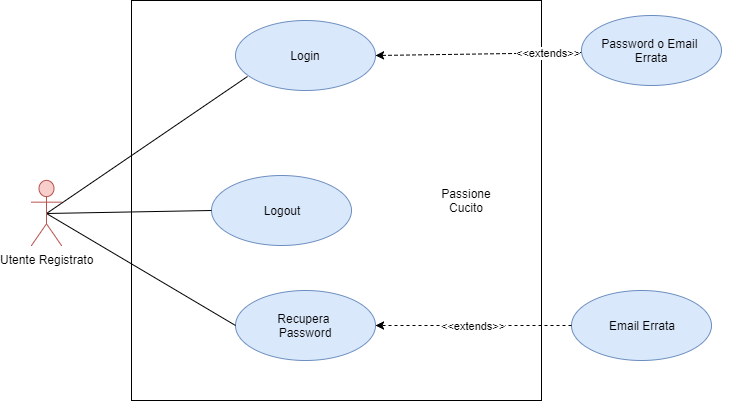 Login
<<extends>>
Password o Email
Errata
Passione
Cucito
Logout
Utente Registrato
Recupera
Password
<<extends>>
Email Errata